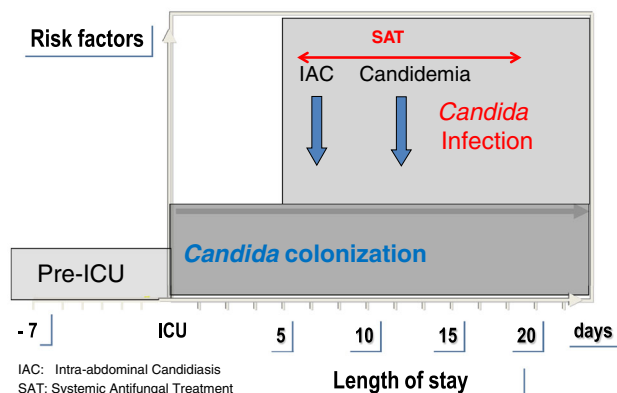 Risk factors
SAT
IAC Candidemia
Candida
Infection
Candida colonization
Pre-ICU
- 7 ICU 5 10 15 20 days
IAC: Intra-abdominal Candidiasis
SAT: Systemic Antifungal Treatment
Length of stay